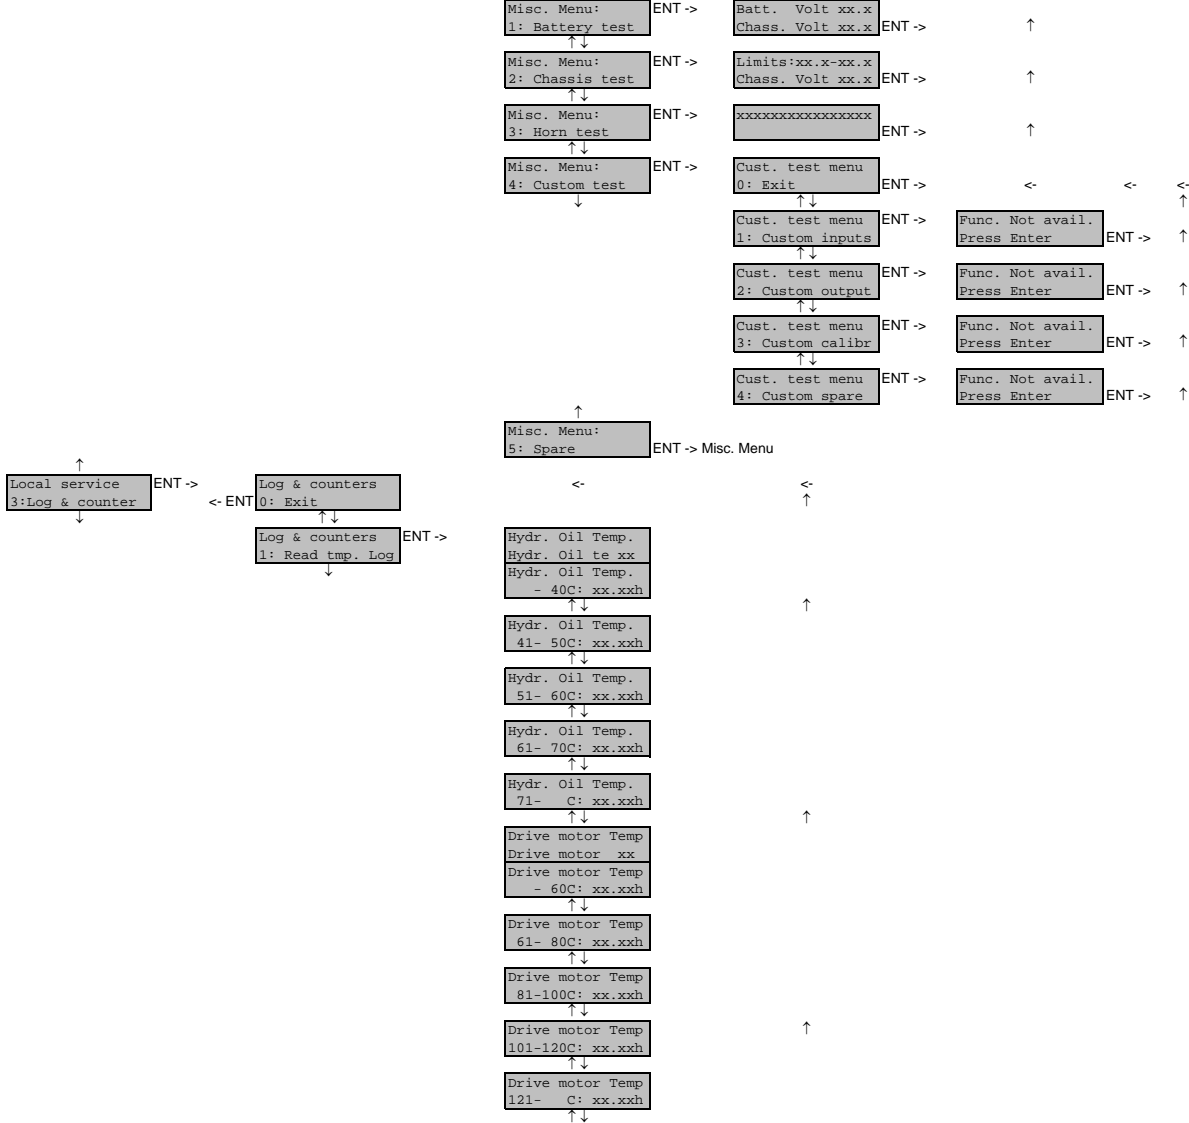 Misc. Menu: ENT -> Batt.  Volt xx.x
1: Battery test Chass. Volt xx.x ENT -> ↑
↑↓
Misc. Menu: ENT -> Limits:xx.x-xx.x
2: Chassis test Chass. Volt xx.x ENT -> ↑
↑↓
Misc. Menu: ENT -> xxxxxxxxxxxxxxxx
3: Horn test ENT -> ↑
↑↓
Misc. Menu: ENT -> Cust. test menu
4: Custom test 0: Exit ENT -> <- <- <-
↓ ↑↓ ↑
Cust. test menu ENT -> Func. Not avail.
1: Custom inputs Press Enter ENT -> ↑
↑↓
Cust. test menu ENT -> Func. Not avail.
2: Custom output Press Enter ENT -> ↑
↑↓
Cust. test menu ENT -> Func. Not avail.
3: Custom calibr Press Enter ENT -> ↑
↑↓
Cust. test menu ENT -> Func. Not avail.
4: Custom spare Press Enter ENT -> ↑
↑
Misc. Menu:
5: Spare ENT -> Misc. Menu
↑
Local service ENT -> Log & counters <- <-
3:Log & counter <- ENT 0: Exit ↑
↓ ↑↓
Log & counters ENT -> Hydr. Oil Temp.
1: Read tmp. Log Hydr. Oil te xx
↓ Hydr. Oil Temp.
- 40C: xx.xxh
↑↓ ↑
Hydr. Oil Temp.
41- 50C: xx.xxh
↑↓
Hydr. Oil Temp.
51- 60C: xx.xxh
↑↓
Hydr. Oil Temp.
61- 70C: xx.xxh
↑↓
Hydr. Oil Temp.
71-   C: xx.xxh
↑↓ ↑
Drive motor Temp
Drive motor  xx
Drive motor Temp
- 60C: xx.xxh
↑↓
Drive motor Temp
61- 80C: xx.xxh
↑↓
Drive motor Temp
81-100C: xx.xxh
↑↓
Drive motor Temp ↑
101-120C: xx.xxh
↑↓
Drive motor Temp
121-   C: xx.xxh
↑↓